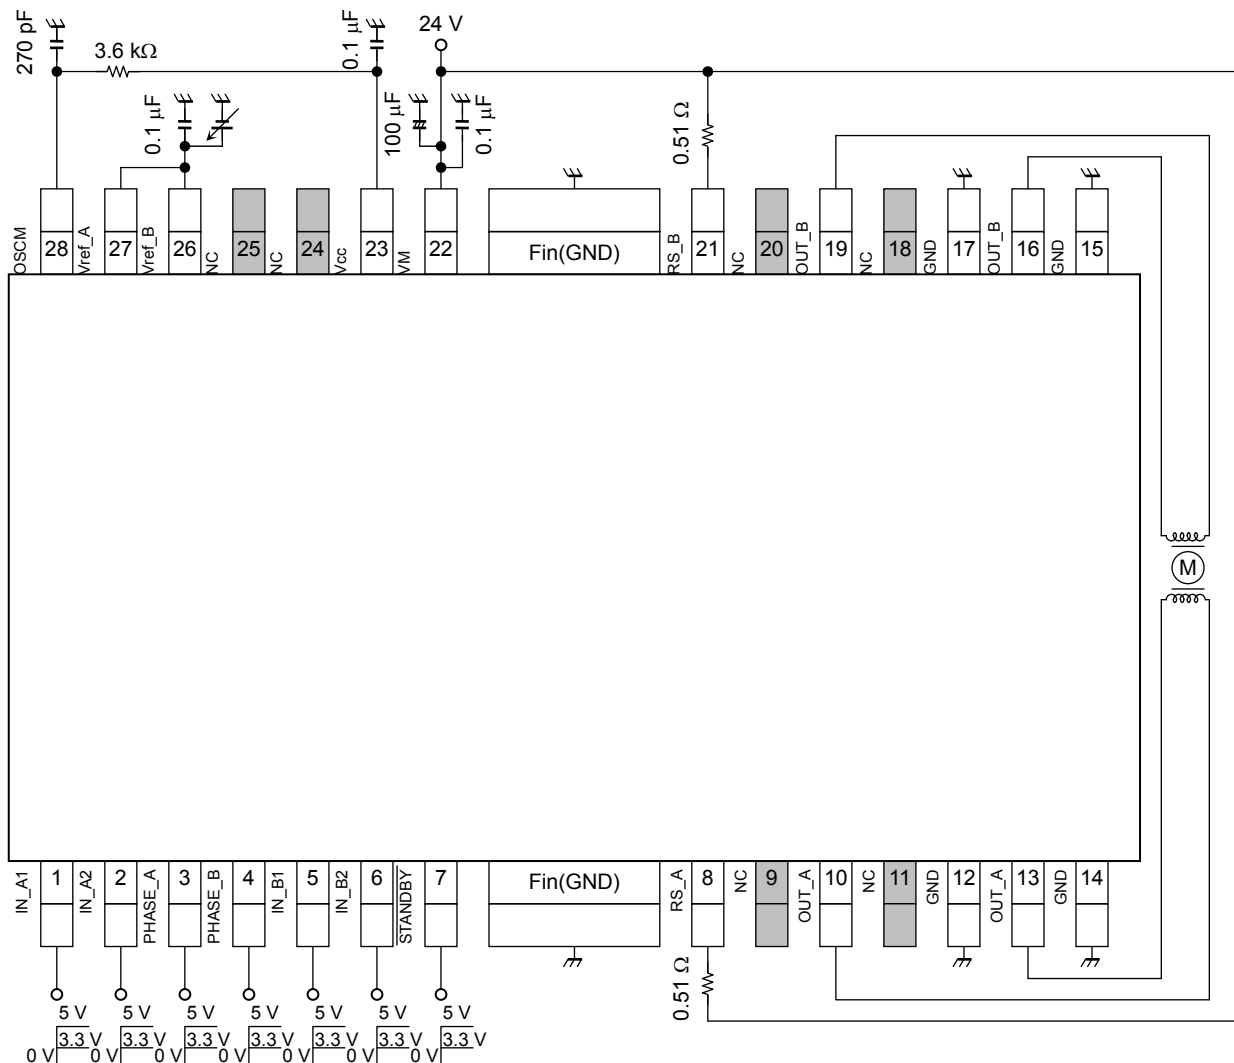 270 pF
3.6 kΩ
0.1 µF
24 V
0.1 µF
100 µF
0.1 µF
0.51 Ω
OSCM
28
Vref_A
27
Vref_B
26
NC
25
NC
24
Vcc
23
VM
22
Fin(GND)
RS_B
21
NC
20
OUT_B
19
NC
18
GND
17
OUT_B
16
GND
15
M
IN_A1
1
IN_A2
2
PHASE_A
3
PHASE_B
4
IN_B1
5
IN_B2
6
STANDBY
7
Fin(GND)
RS_A
8
NC
9
OUT_A
10
NC
11
GND
12
OUT_A
13
GND
14
0.51 Ω
5 V 5 V 5 V 5 V 5 V 5 V 5 V
3.3 V 3.3 V 3.3 V 3.3 V 3.3 V 3.3 V 3.3 V
0 V 0 V 0 V 0 V 0 V 0 V 0 V